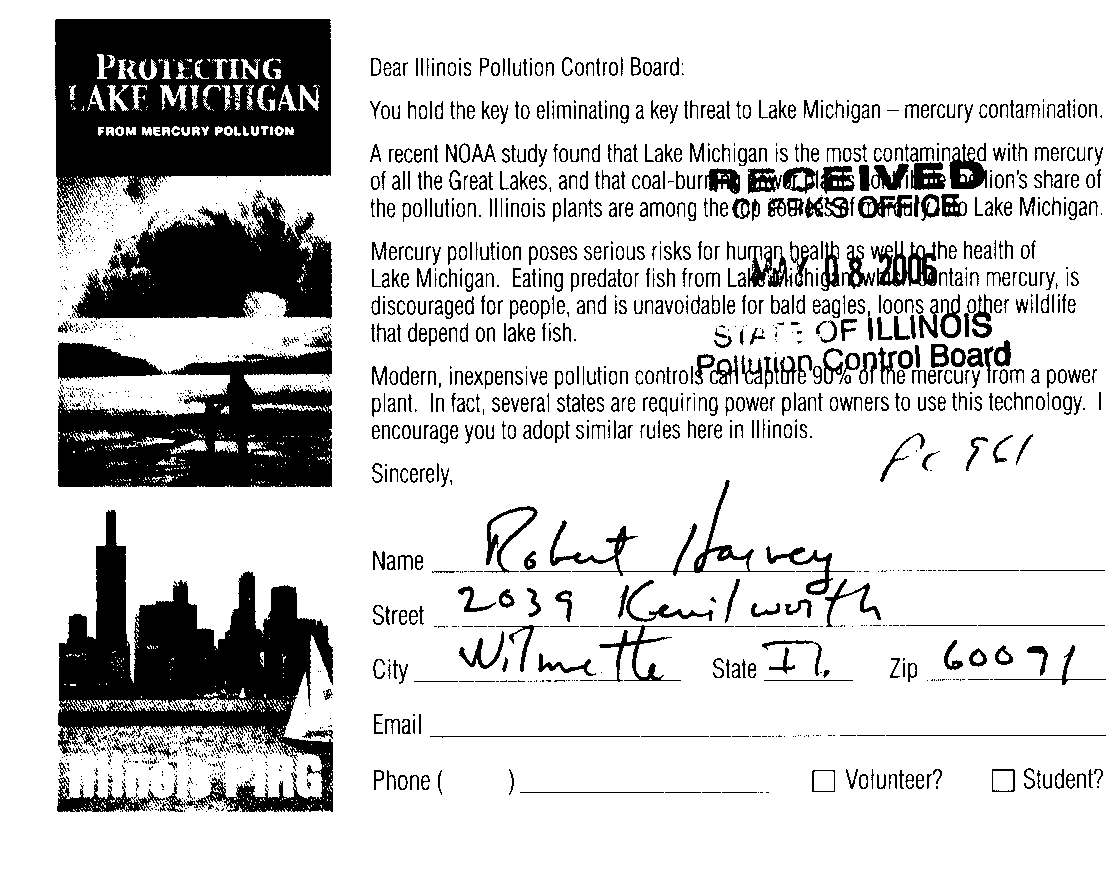 PROTECTING
LAKE MICHIGAN
FROM MERCURY POLLUTION
Illinois PIRG
Dear Illinois Pollution Control Board:
You hold the key to eliminating a key threat to Lake Michigan – mercury contamination.
A recent NOAA study found that Lake Michigan is the most contaminated with mercury
of all the Great Lakes, and that coal-burning power plants contribute lion's share of
the pollution. Illinois plants are among the top sources of mercury to Lake Michigan.
RECEIVED
CLERK'S OFFICE
Mercury pollution poses serious risks for human health as well to the health of
Lake Michigan. Eating predator fish from Lake Michigan, which contain mercury, is
discouraged for people, and is unavoidable for bald eagles, loons and other wildlife
that depend on lake fish.
MAY 08 2006
STATE OF ILLINOIS
Pollution Control Board
Modern, inexpensive pollution controls can capture 90% of the mercury from a power
plant. In fact, several states are requiring power plant owners to use this technology. I
encourage you to adopt similar rules here in Illinois.
Sincerely,
Pc 961
Name Robert Harvey
Street 2039 Kenilworth
City Wilmette State Il. Zip 60091
Email
Phone ( ) Volunteer? Student?